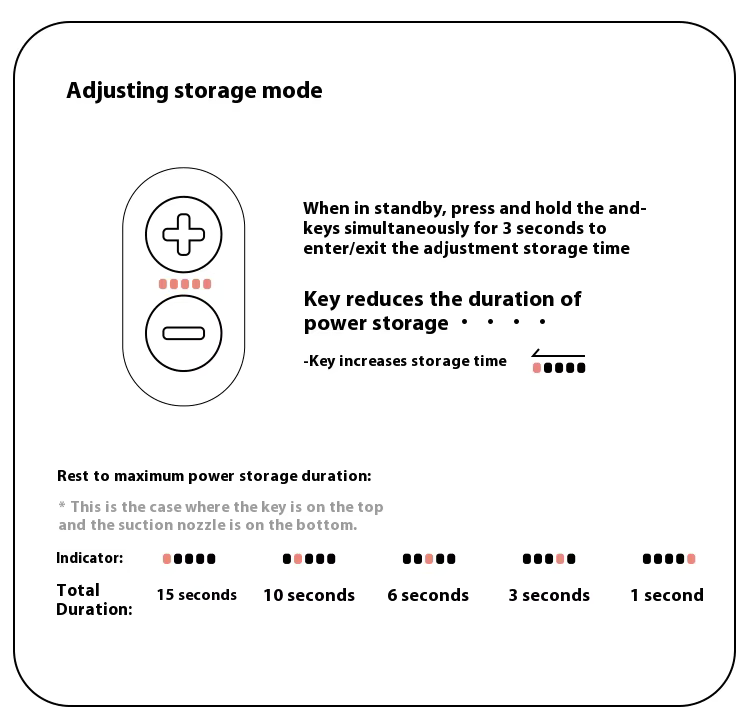 Adjusting storage mode
When in standby, press and hold the and-
keys simultaneously for 3 seconds to
enter/exit the adjustment storage time
Key reduces the duration of
power storage • • • •
-Key increases storage time
Rest to maximum power storage duration:
* This is the case where the key is on the top
and the suction nozzle is on the bottom.
Indicator:
Total
Duration:
15 seconds 10 seconds 6 seconds 3 seconds 1 second